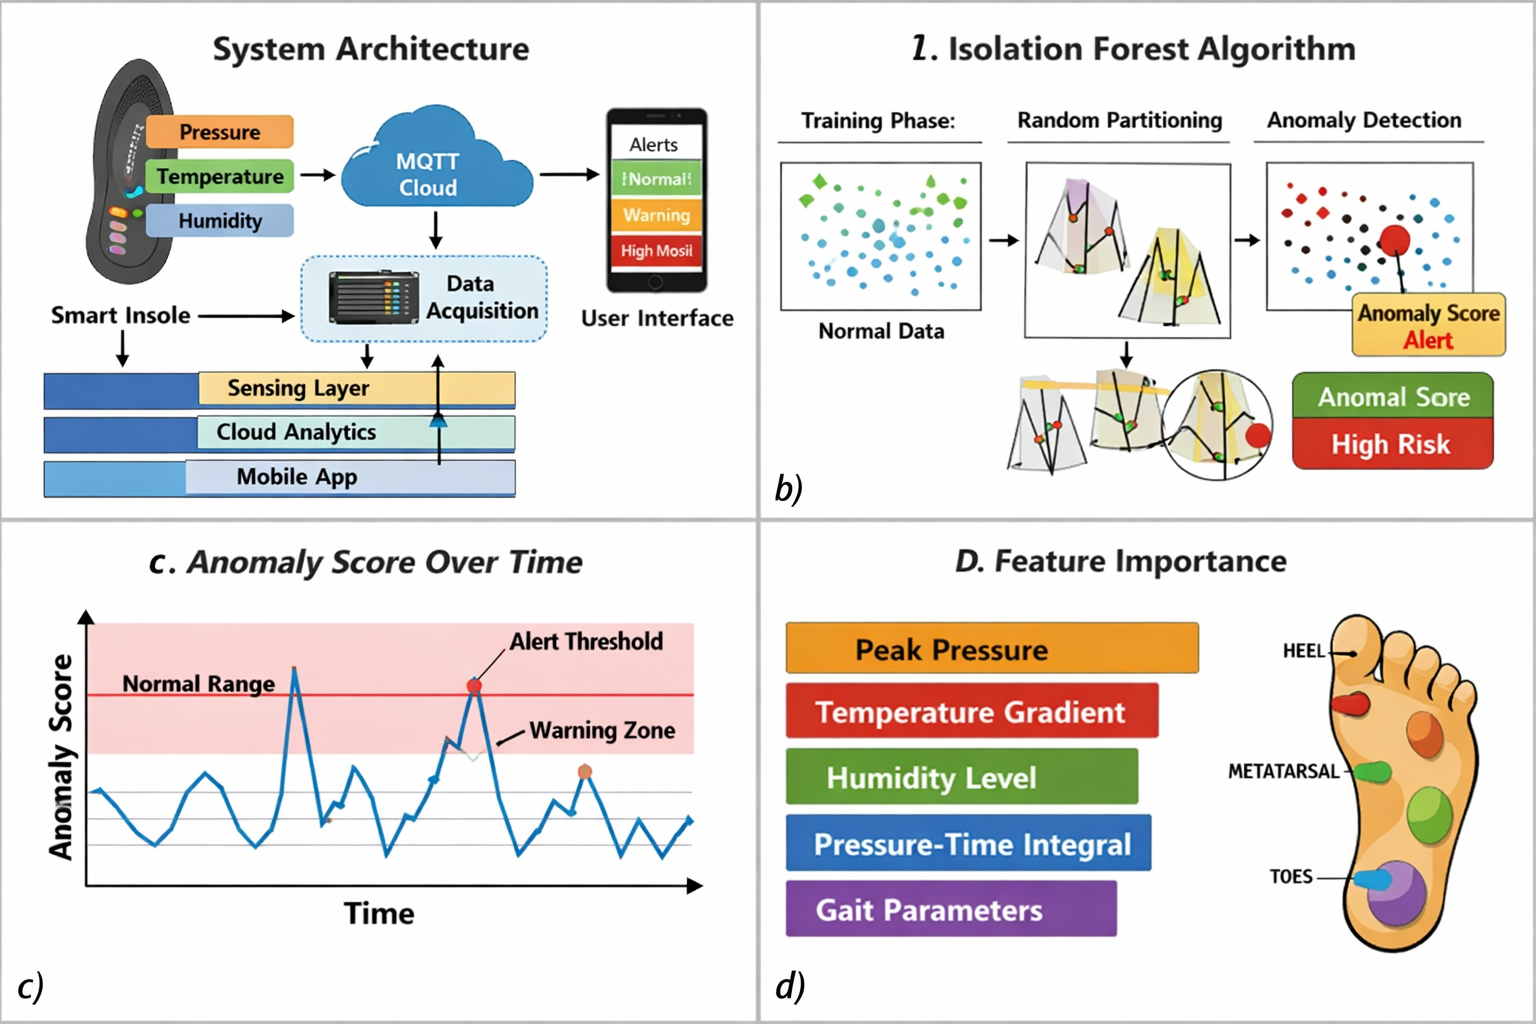 System Architecture
Pressure
Temperature
Humidity
MQTT
Cloud
Alerts
Normal
Warning
High Mosil
Data
Acquisition
Smart Insole
User Interface
Sensing Layer
Cloud Analytics
Mobile App
1. Isolation Forest Algorithm
Training Phase:
Random Partitioning
Anomaly Detection
Normal Data
Anomaly Score
Alert
Anomal Sore
High Risk
b)
c. Anomaly Score Over Time
Anomaly Score
Alert Threshold
Normal Range
Warning Zone
Time
c)
D. Feature Importance
Peak Pressure
Temperature Gradient
Humidity Level
Pressure-Time Integral
Gait Parameters
HEEL
METATARSAL
TOES
d)